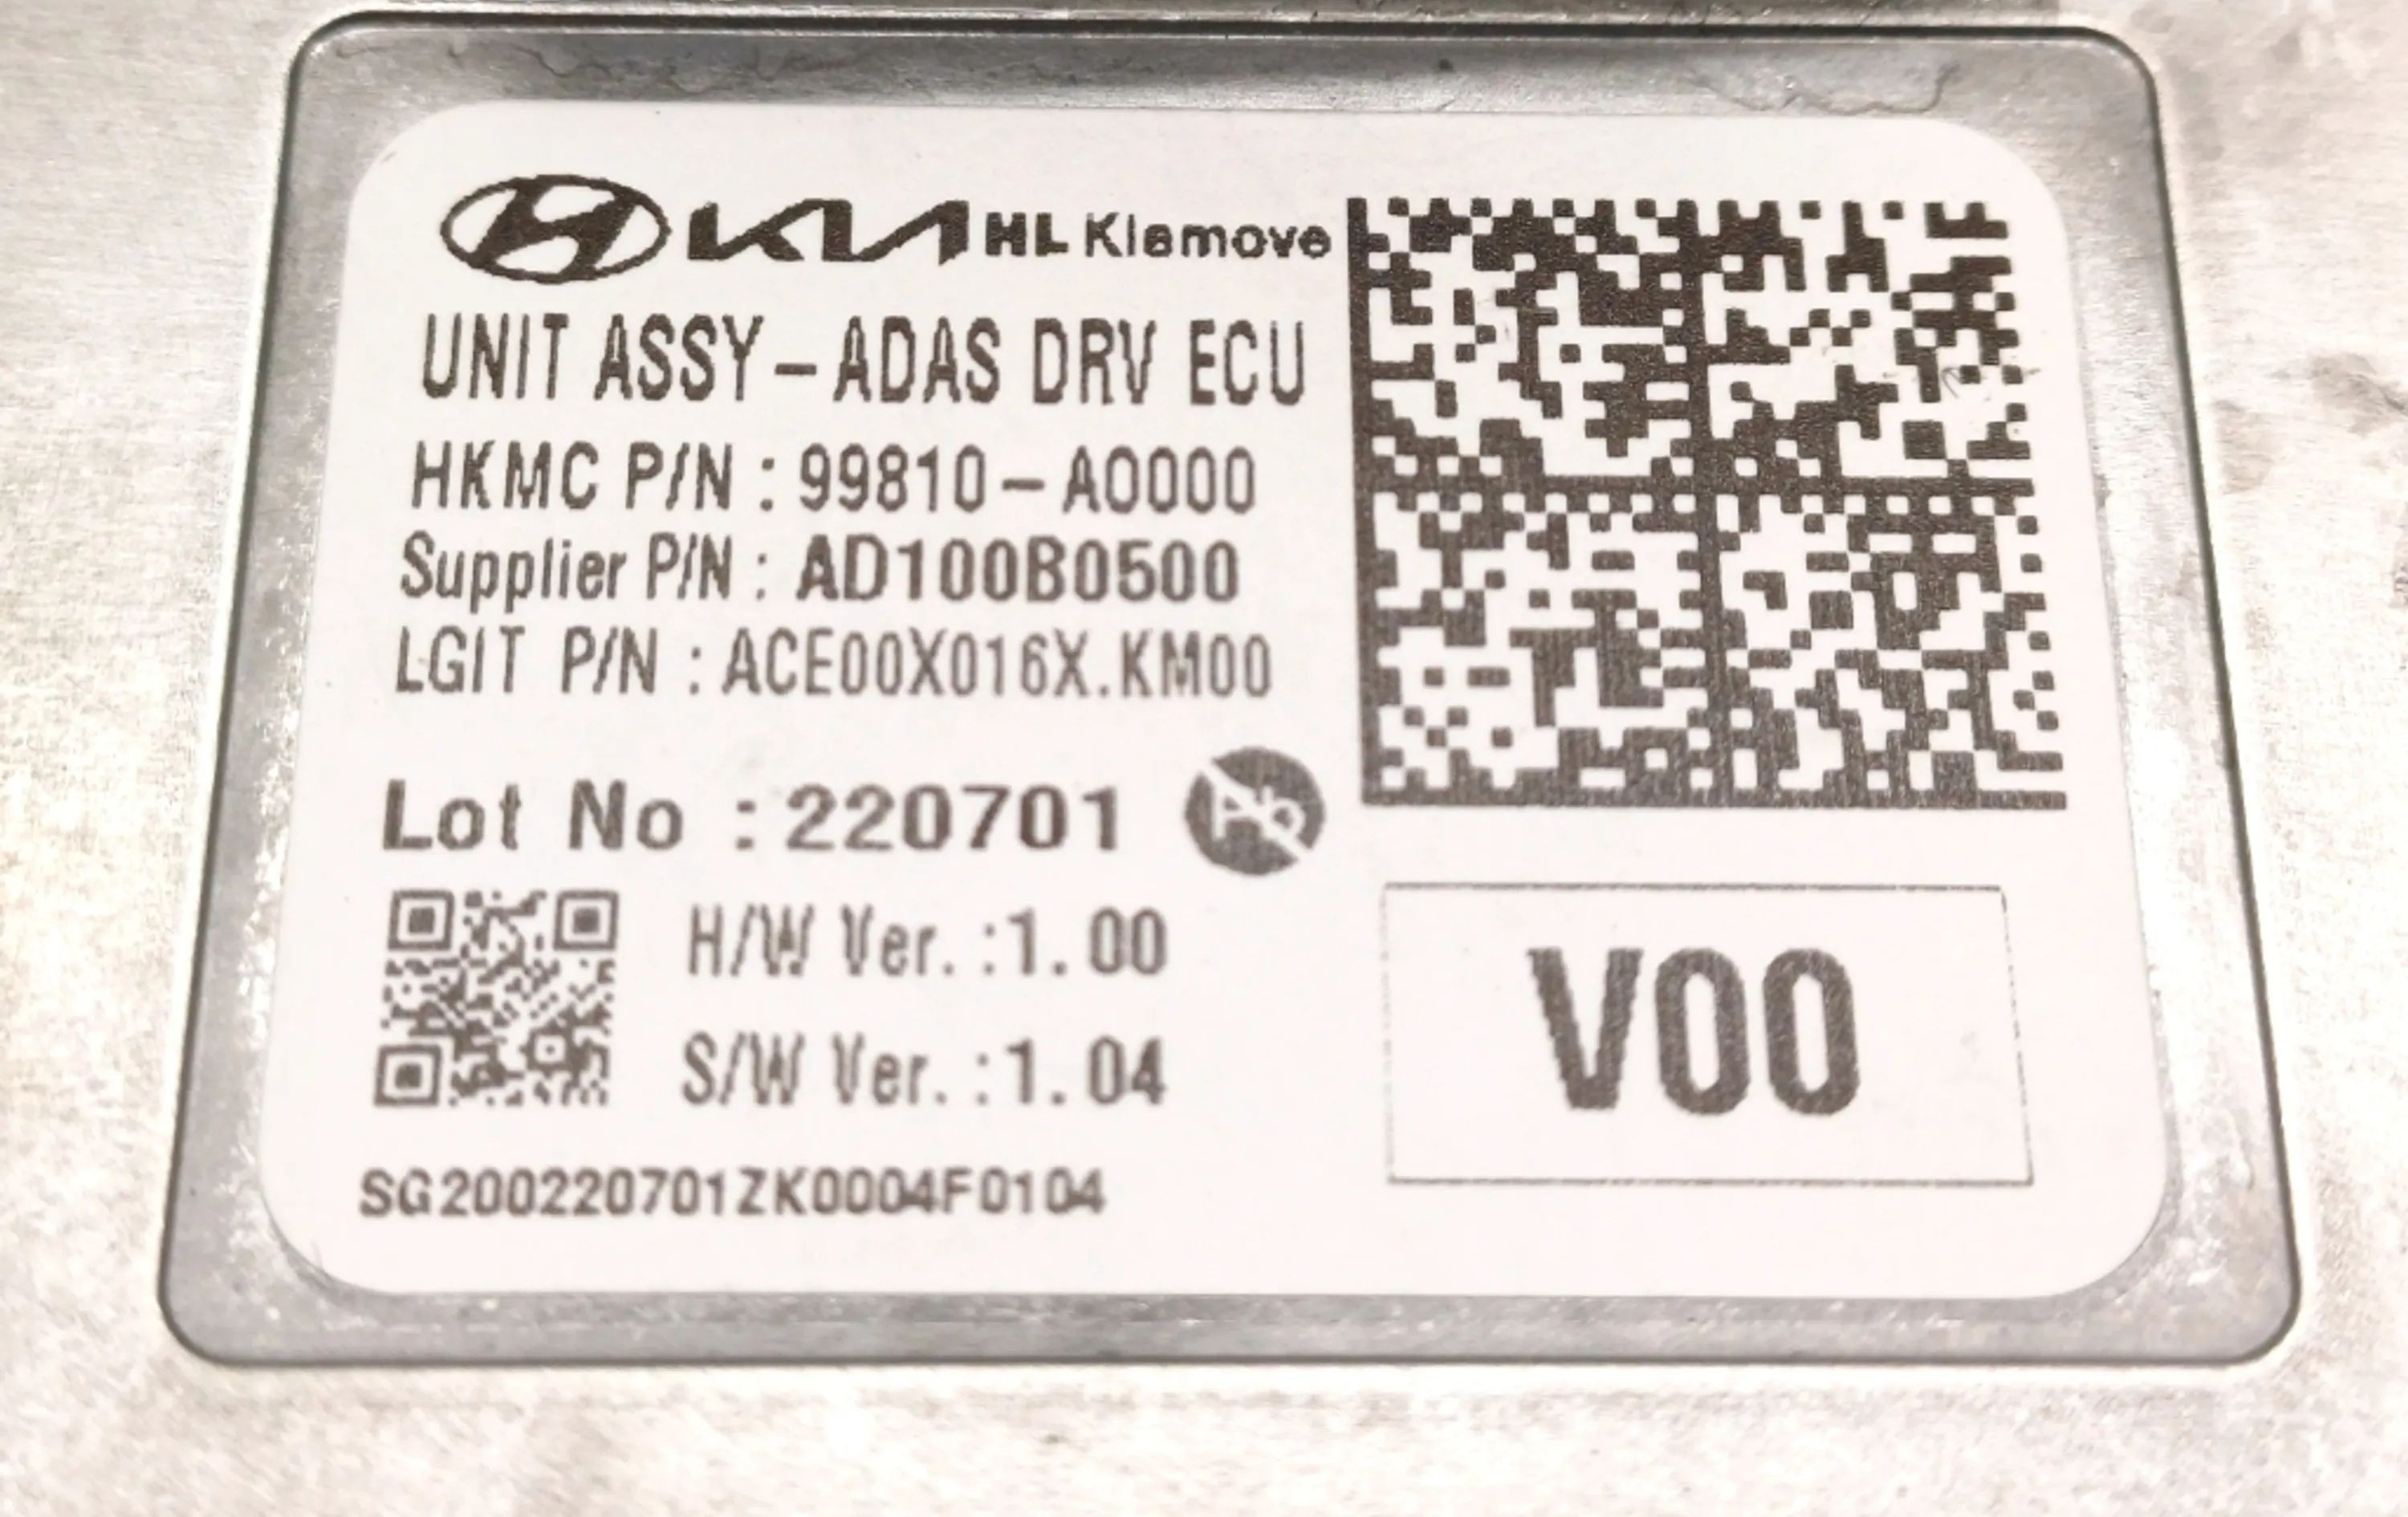 KIA HL Klemove
UNIT ASSY-ADAS DRV ECU
HKMC P/N : 99810-A0000
Supplier P/N : AD100B0500
LGIT P/N : ACE00X016X.KM00
Lot No : 220701 Pb
H/W Ver. :1.00
S/W Ver. :1.04
V00
SG200220701ZK0004F0104